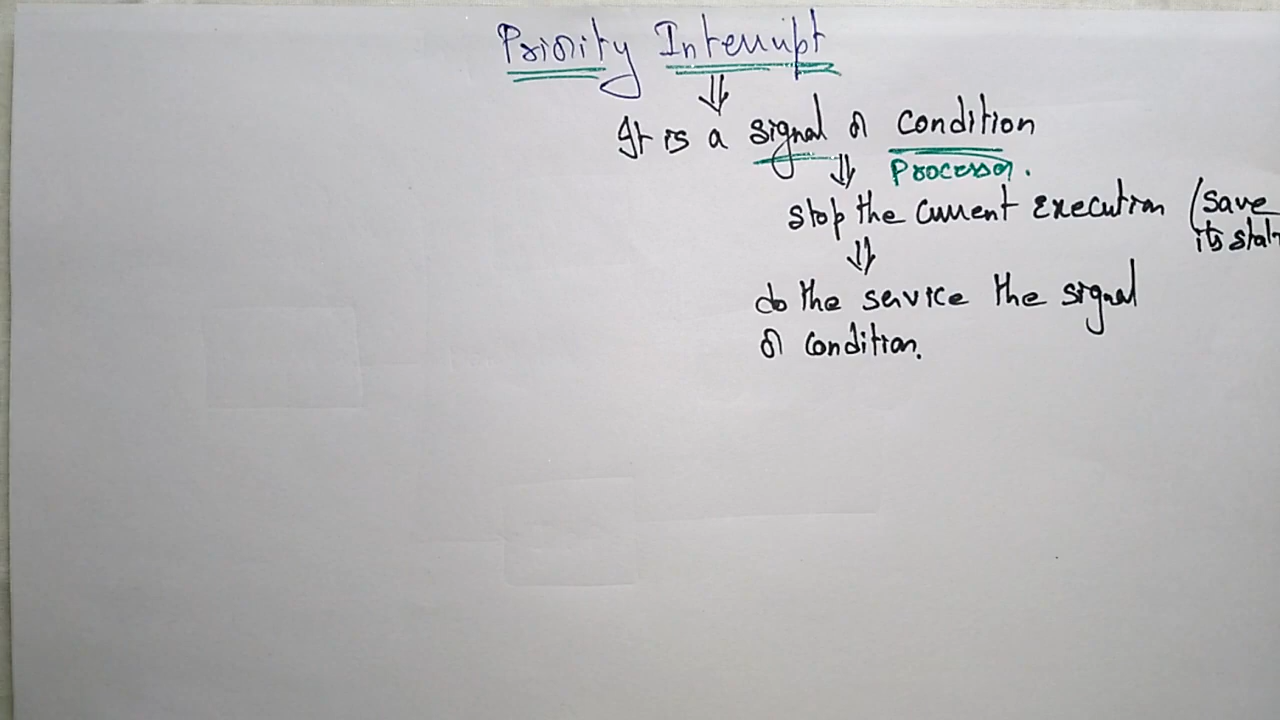 Priority Interrupt
It is a signal or condition
Processor.
stop the current execution (save
its stat
do the service the signal
or condition.